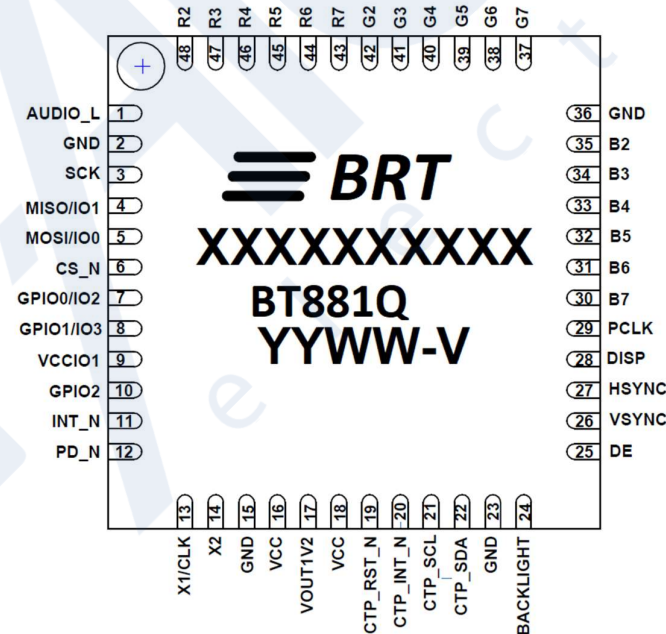 R2 R3 R4 R5 R6 R7 G2 G3 G4 G5 G6 G7
48 47 46 45 44 43 42 41 40 39 38 37
AUDIO_L 1
GND 2
SCK 3
MISO/IO1 4
MOSI/IO0 5
CS_N 6
GPIO0/IO2 7
GPIO1/IO3 8
VCCIO1 9
GPIO2 10
INT_N 11
PD_N 12
BRT
XXXXXXXXXX
BT881Q
YYWW-V
36 GND
35 B2
34 B3
33 B4
32 B5
31 B6
30 B7
29 PCLK
28 DISP
27 HSYNC
26 VSYNC
25 DE
13 14 15 16 17 18 19 20 21 22 23 24
X1/CLK X2 GND VCC VOUT1V2 VCC CTP_RST_N CTP_INT_N CTP_SCL CTP_SDA GND BACKLIGHT